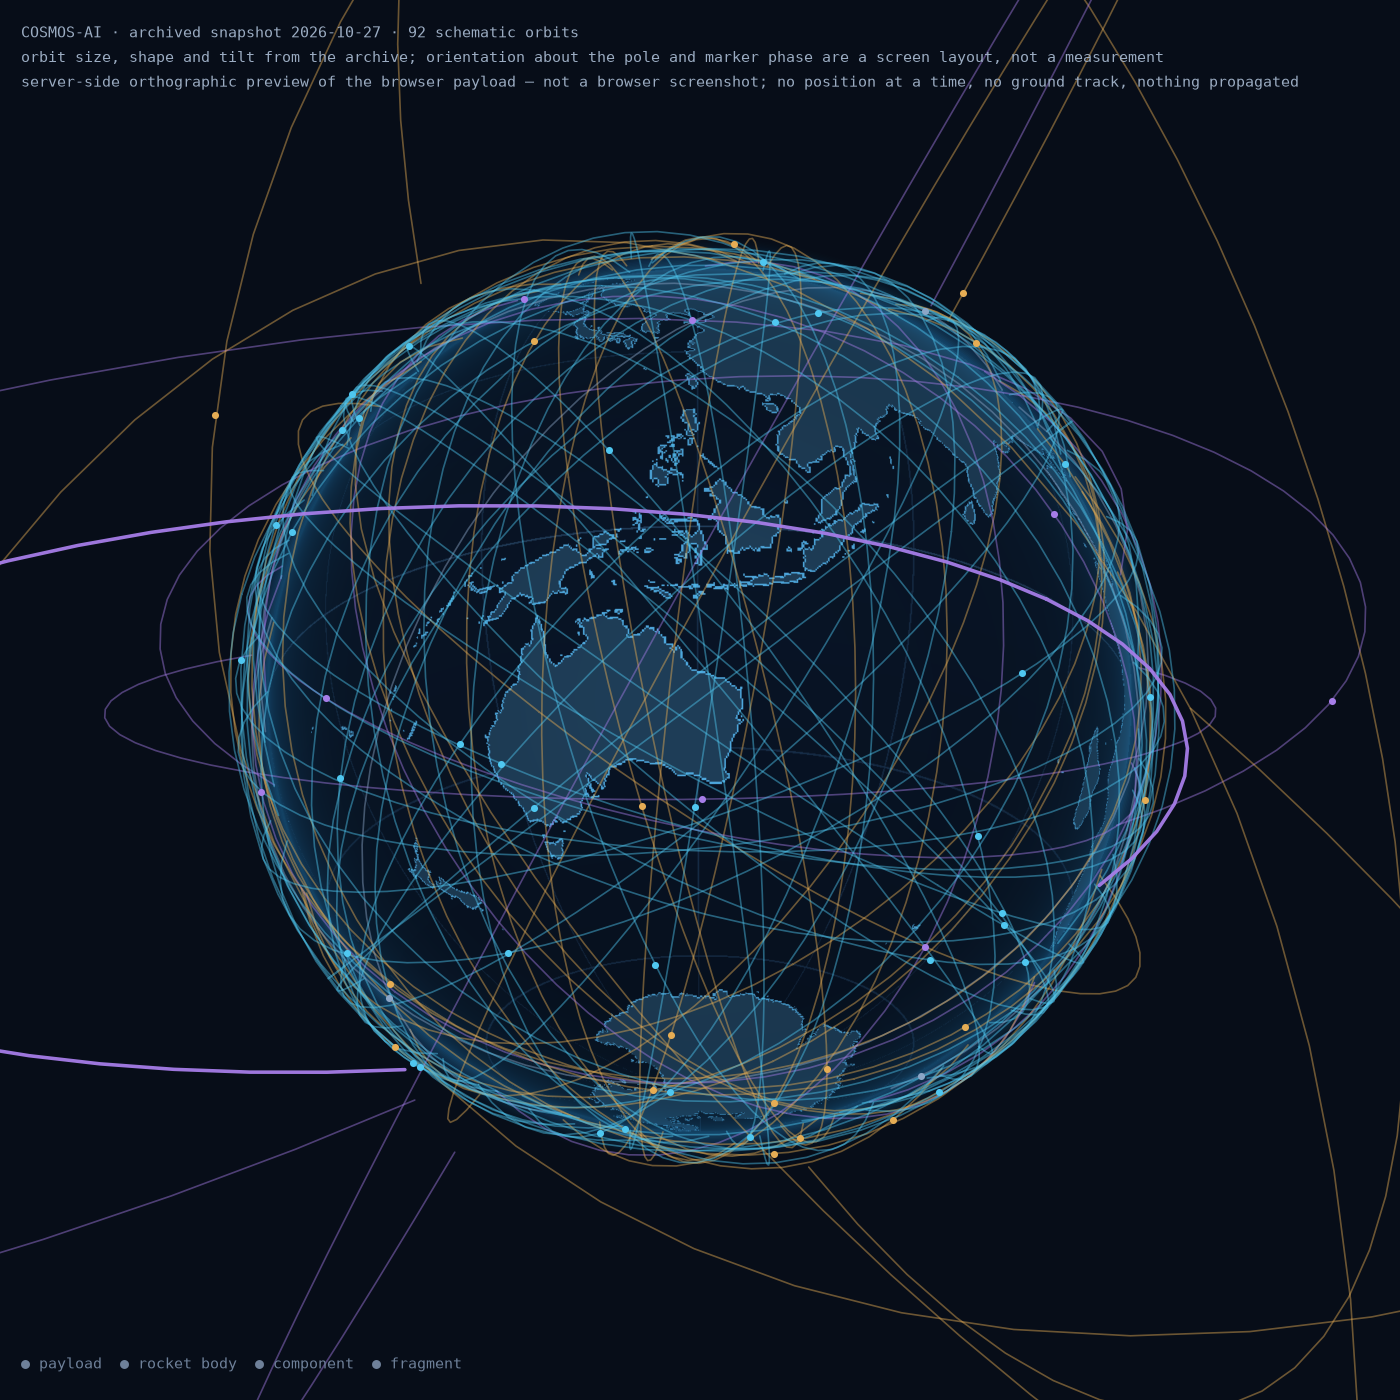 COSMOS-AI · archived snapshot 2026-10-27 · 92 schematic orbits
orbit size, shape and tilt from the archive; orientation about the pole and marker phase are a screen layout, not a measurement
server-side orthographic preview of the browser payload — not a browser screenshot; no position at a time, no ground track, nothing propagated
payload rocket body component fragment